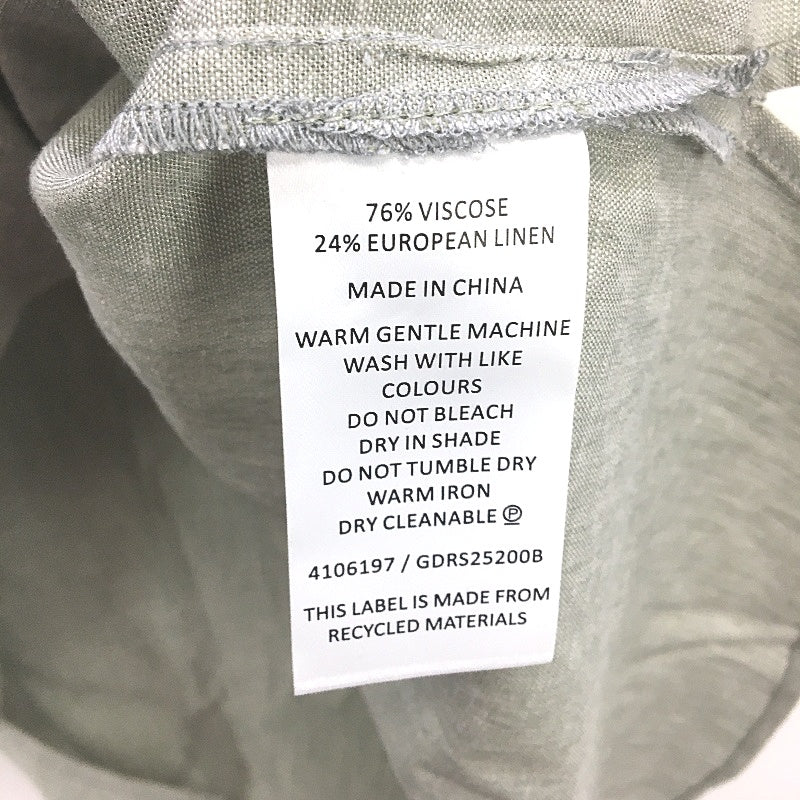 76% VISCOSE
24% EUROPEAN LINEN
MADE IN CHINA
WARM GENTLE MACHINE
WASH WITH LIKE
COLOURS
DO NOT BLEACH
DRY IN SHADE
DO NOT TUMBLE DRY
WARM IRON
DRY CLEANABLE Ⓟ
4106197 / GDRS25200B
THIS LABEL IS MADE FROM
RECYCLED MATERIALS